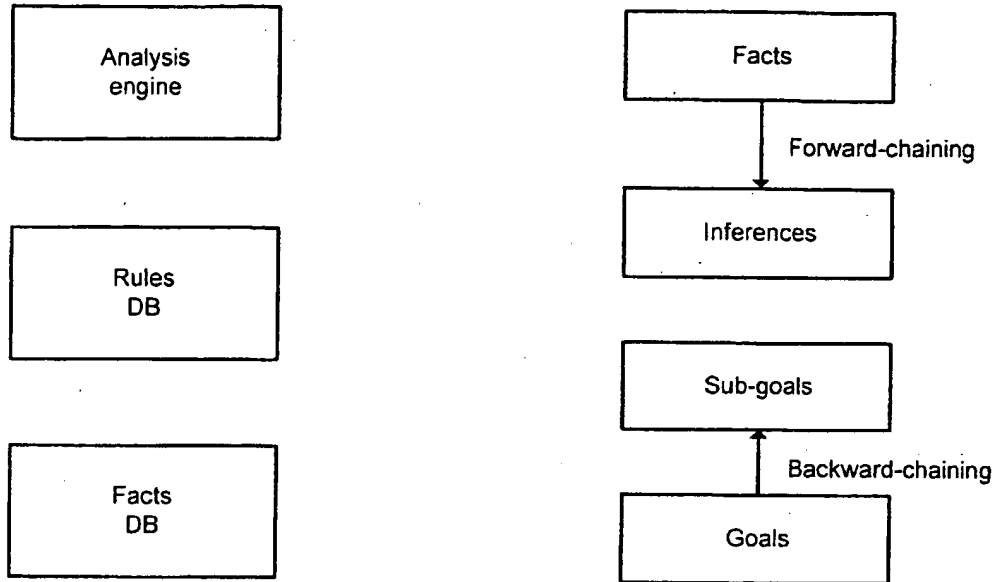 Analysis
engine
Rules
DB
Facts
DB
Facts
Forward-chaining
Inferences
Sub-goals
Backward-chaining
Goals